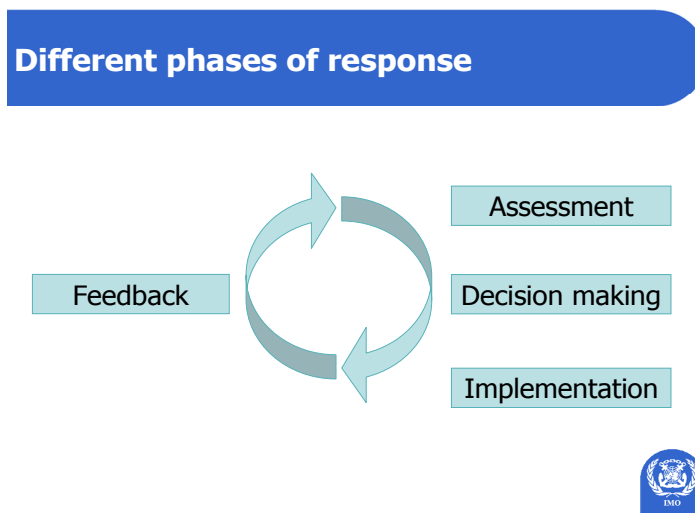 Different phases of response
Assessment
Feedback
Decision making
Implementation
IMO